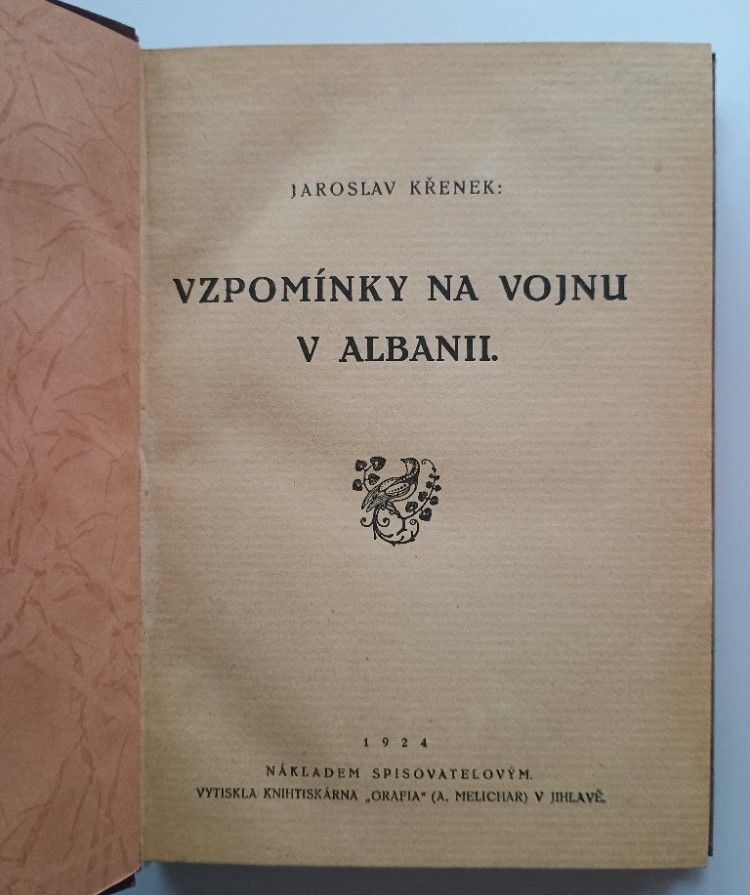 JAROSLAV KŘENEK:
VZPOMÍNKY NA VOJNU
V ALBANII.
1924
NÁKLADEM SPISOVATELOVÝM.
VYTISKLA KNIHTISKÁRNA „GRAFIA“ (A. MELICHAR) V JIHLAVĚ.